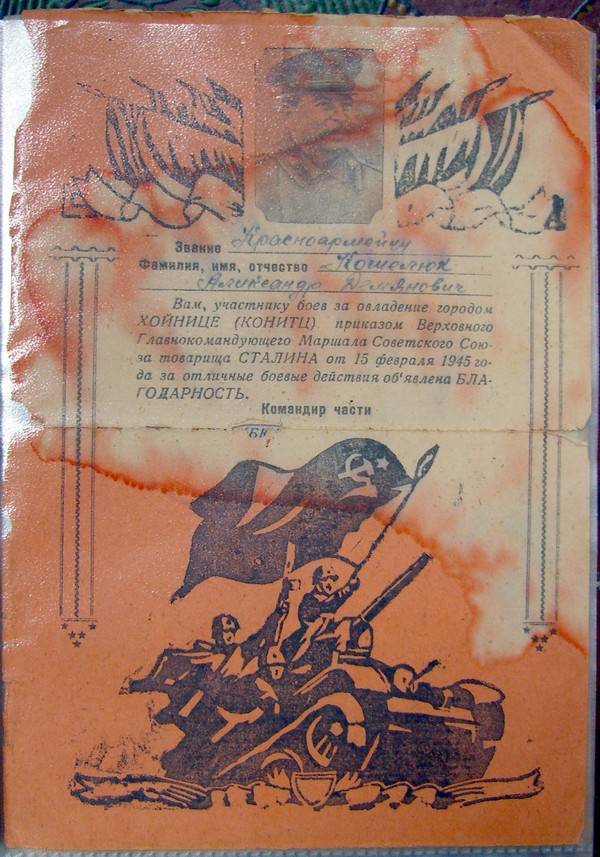 Звание Красноармейцу
Фамилия, имя, отчество Кошелюк
Александр Демянович
Вам, участнику боев за овладение городом
ХОЙНИЦЕ (КОНИТЦ) приказом Верховного
Главнокомандующего Маршала Советского Сою-
за товарища СТАЛИНА от 15 февраля 1945 го-
да за отличные боевые действия об'явлена БЛА-
ГОДАРНОСТЬ.
Командир части